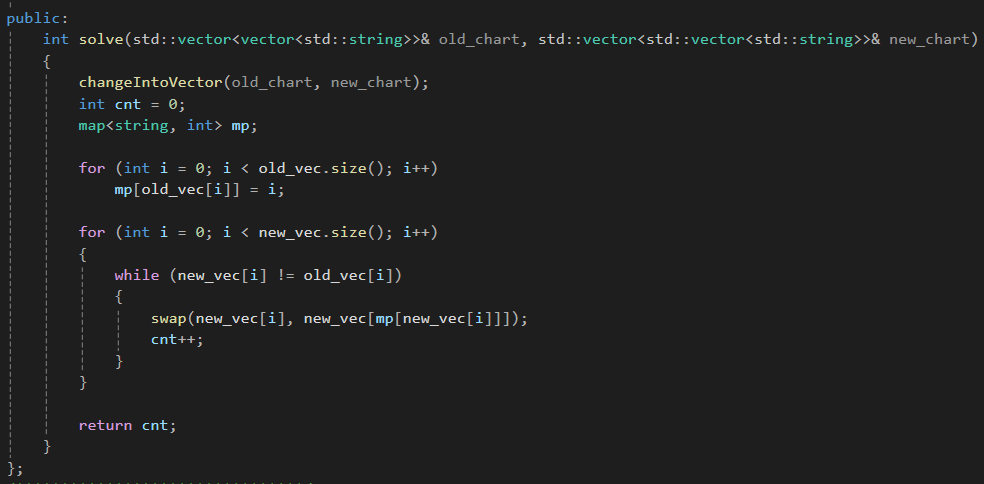 public:
int solve(std::vector<vector<std::string>>& old_chart, std::vector<std::vector<std::string>>& new_chart)
{
changeIntoVector(old_chart, new_chart);
int cnt = 0;
map<string, int> mp;
for (int i = 0; i < old_vec.size(); i++)
mp[old_vec[i]] = i;
for (int i = 0; i < new_vec.size(); i++)
{
while (new_vec[i] != old_vec[i])
{
swap(new_vec[i], new_vec[mp[new_vec[i]]]);
cnt++;
}
}
return cnt;
}
};